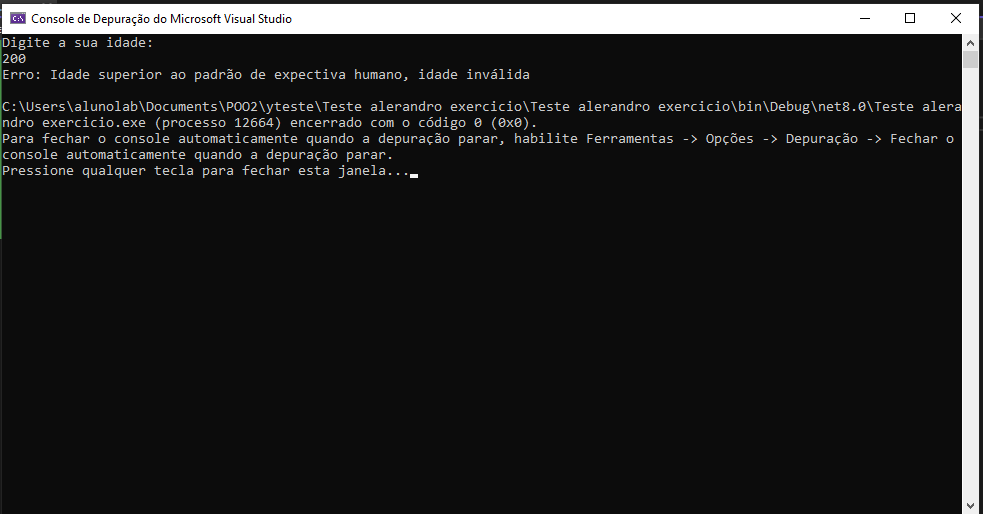 Console de Depuração do Microsoft Visual Studio
Digite a sua idade:
200
Erro: Idade superior ao padrão de expectiva humano, idade inválida
C:\Users\alunolab\Documents\POO2\yteste\Teste alerandro exercicio\Teste alerandro exercicio\bin\Debug\net8.0\Teste alera
ndro exercicio.exe (processo 12664) encerrado com o código 0 (0x0).
Para fechar o console automaticamente quando a depuração parar, habilite Ferramentas -> Opções -> Depuração -> Fechar o
console automaticamente quando a depuração parar.
Pressione qualquer tecla para fechar esta janela...